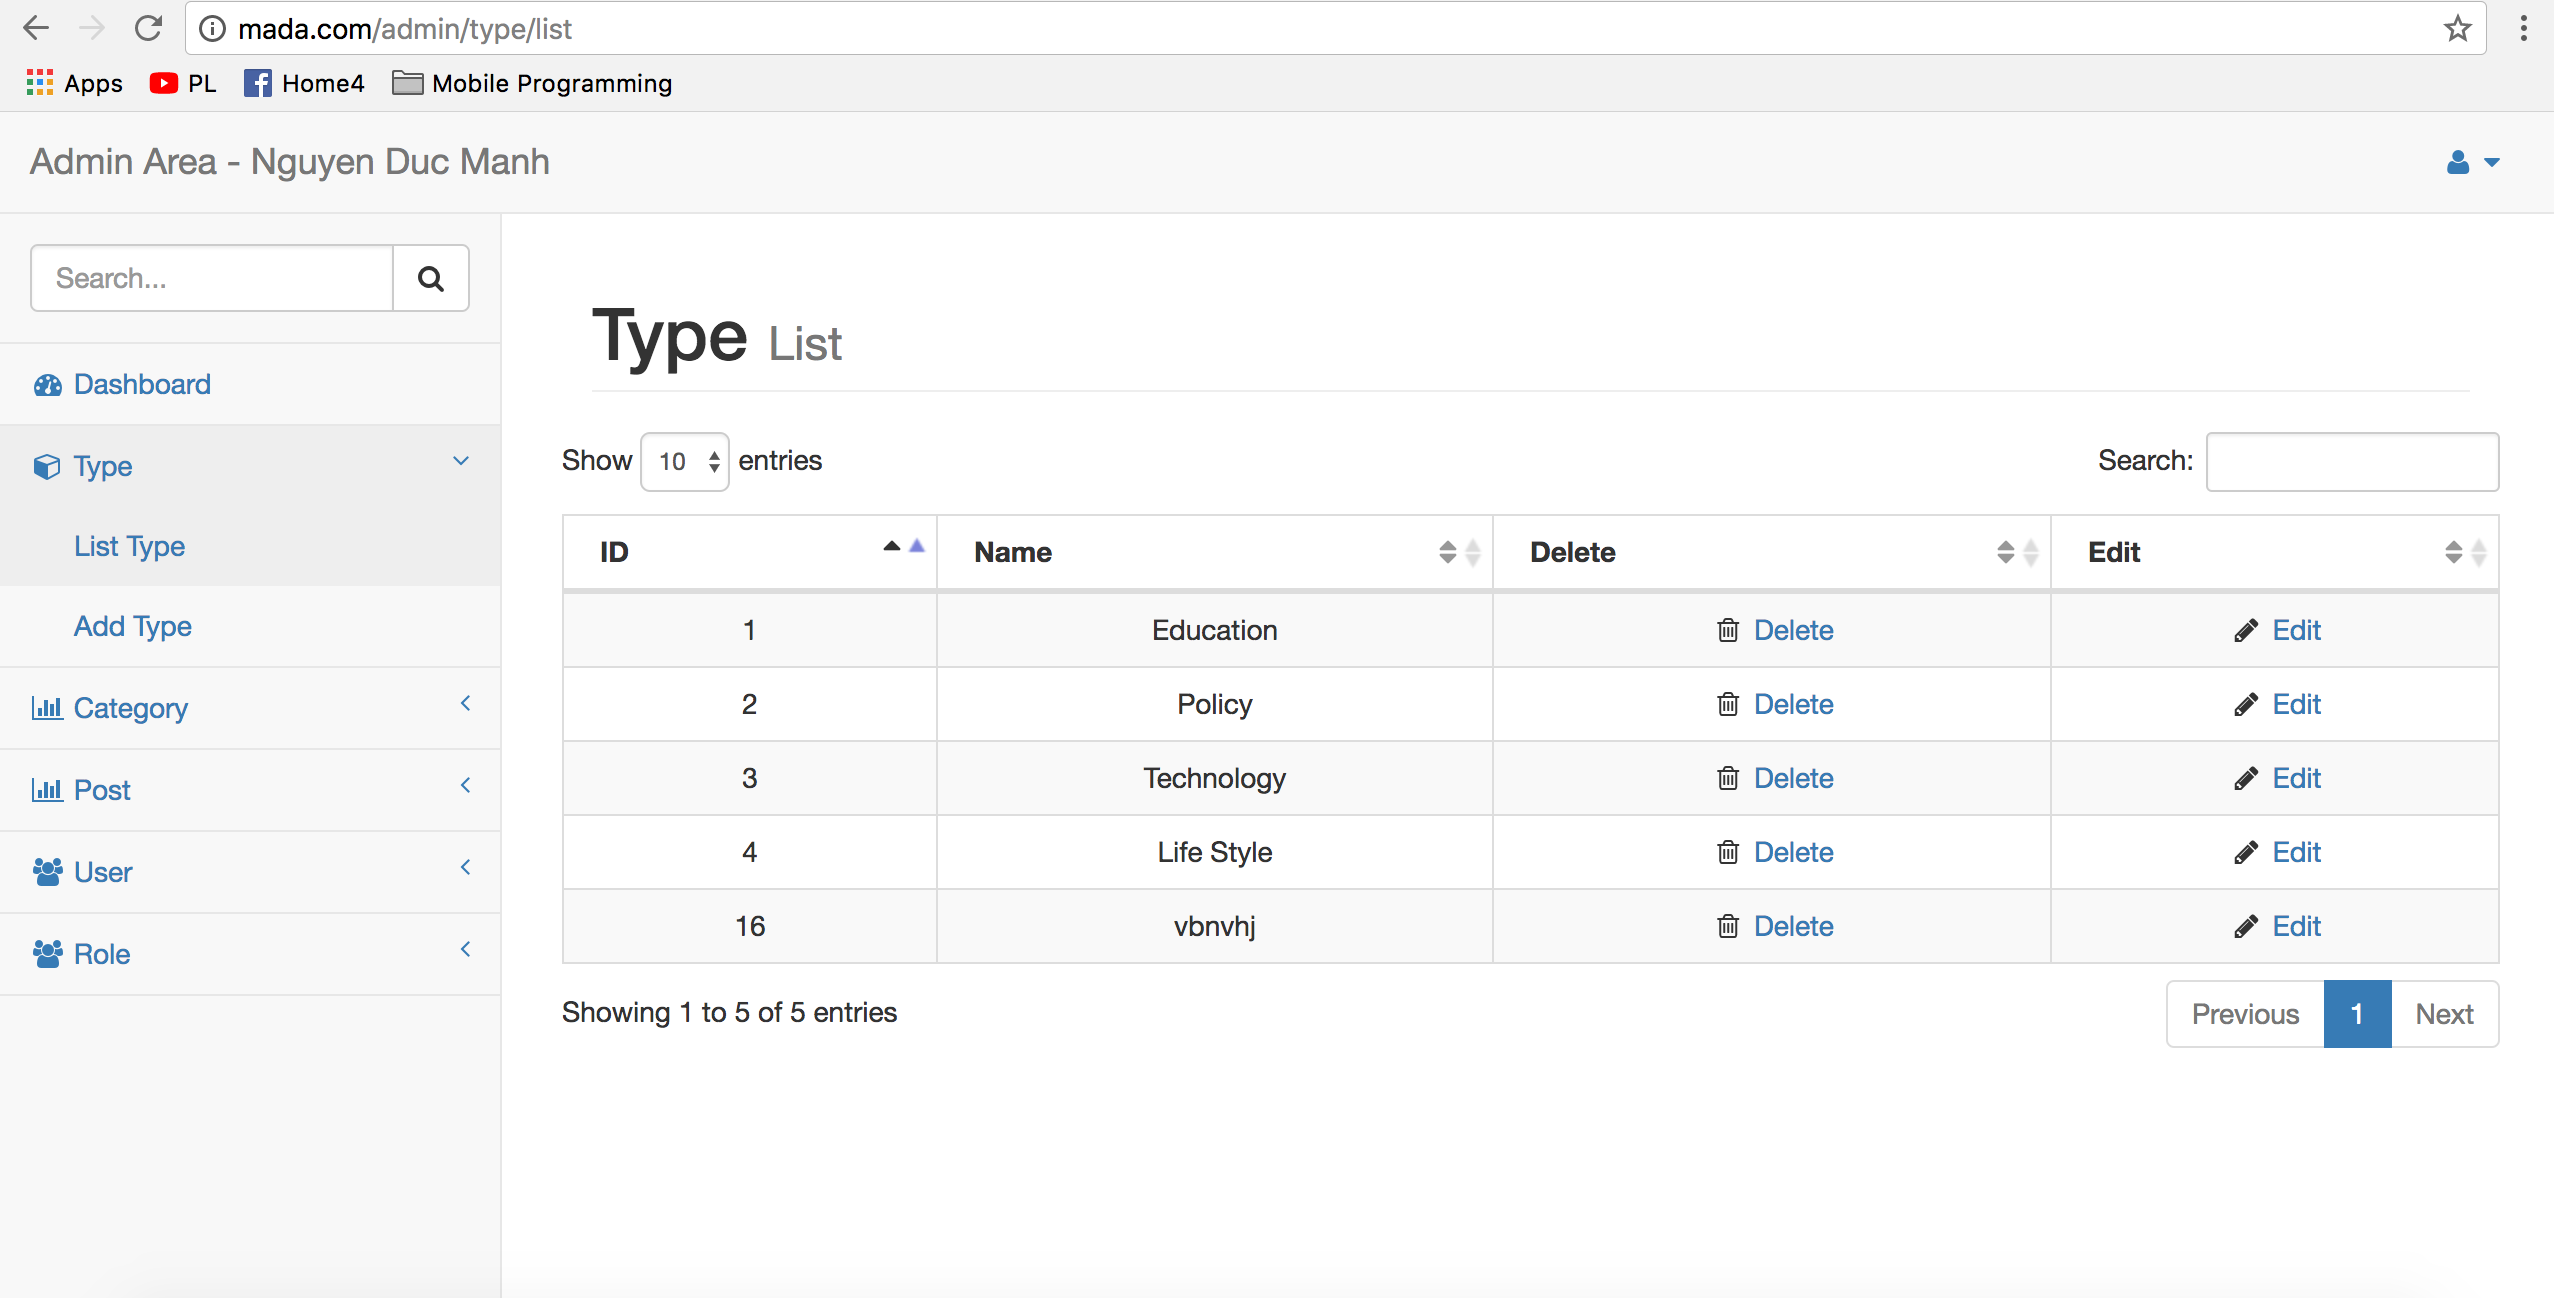 mada.com/admin/type/list
Apps PL Home4 Mobile Programming
Admin Area - Nguyen Duc Manh
Search...
Dashboard
Type
List Type
Add Type
Category
Post
User
Role
Type List
Show 10 entries Search:
ID Name Delete Edit
1 Education Delete Edit
2 Policy Delete Edit
3 Technology Delete Edit
4 Life Style Delete Edit
16 vbnvhj Delete Edit
Showing 1 to 5 of 5 entries
Previous 1 Next